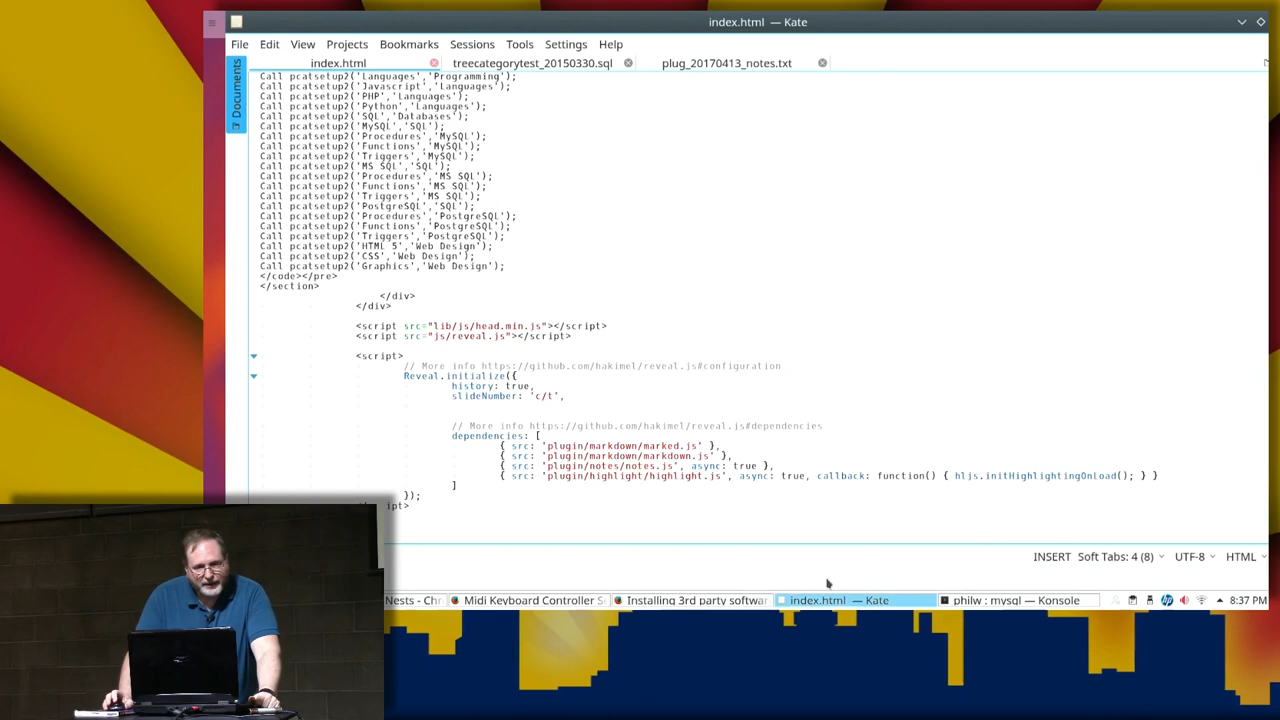 index.html — Kate
File Edit View Projects Bookmarks Sessions Tools Settings Help
index.html treecategorytest_20150330.sql plug_20170413_notes.txt
Documents
Call pcatsetup2('Languages','Programming');
Call pcatsetup2('Javascript','Languages');
Call pcatsetup2('PHP','Languages');
Call pcatsetup2('Python','Languages');
Call pcatsetup2('SQL','Databases');
Call pcatsetup2('MySQL','SQL');
Call pcatsetup2('Procedures','MySQL');
Call pcatsetup2('Functions','MySQL');
Call pcatsetup2('Triggers','MySQL');
Call pcatsetup2('MS SQL','SQL');
Call pcatsetup2('Procedures','MS SQL');
Call pcatsetup2('Functions','MS SQL');
Call pcatsetup2('Triggers','MS SQL');
Call pcatsetup2('PostgreSQL','SQL');
Call pcatsetup2('Procedures','PostgreSQL');
Call pcatsetup2('Functions','PostgreSQL');
Call pcatsetup2('Triggers','PostgreSQL');
Call pcatsetup2('HTML 5','Web Design');
Call pcatsetup2('CSS','Web Design');
Call pcatsetup2('Graphics','Web Design');
</code></pre>
</section>
</div>
</div>
<script src="lib/js/head.min.js"></script>
<script src="js/reveal.js"></script>
<script>
// More info https://github.com/hakimel/reveal.js#configuration
Reveal.initialize({
history: true,
slideNumber: 'c/t',
// More info https://github.com/hakimel/reveal.js#dependencies
dependencies: [
{ src: 'plugin/markdown/marked.js' },
{ src: 'plugin/markdown/markdown.js' },
{ src: 'plugin/notes/notes.js', async: true },
{ src: 'plugin/highlight/highlight.js', async: true, callback: function() { hljs.initHighlightingOnLoad(); } }
]
});
ipt>
INSERT Soft Tabs: 4 (8) UTF-8 HTML
Nests - Chr Midi Keyboard Controller S Installing 3rd party softwar index.html — Kate philw : mysql — Konsole 8:37 PM